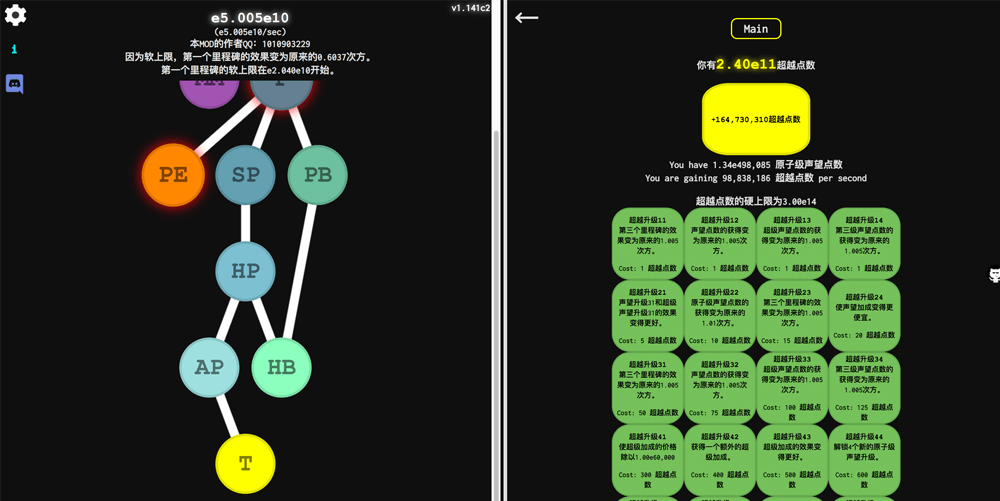 v1.141c2
e5.005e10
(e5.005e10/sec)
本MOD的作者QQ: 1010903229
因为软上限，第一个里程碑的效果变为原来的0.6037次方。
第一个里程碑的软上限在e2.040e10开始。
i
PE
SP
PB
HP
AP
HB
T
Main
你有2.40e11超越点数
+164,730,310超越点数
You have 1.34e498,085 原子级声望点数
You are gaining 98,838,186 超越点数 per second
超越点数的硬上限为3.00e14
超越升级11
第三个里程碑的效
果变为原来的1.005
次方。
Cost: 1 超越点数
超越升级12
声望点数的获得变
为原来的1.005次
方。
Cost: 1 超越点数
超越升级13
超级声望点数的获
得变为原来的1.005
次方。
Cost: 1 超越点数
超越升级14
第三级声望点数的
获得变为原来的
1.005次方。
Cost: 1 超越点数
超越升级21
声望升级31和超级
声望升级31的效果
变得更好。
Cost: 5 超越点数
超越升级22
原子级声望点数的
获得变为原来的
1.01次方。
Cost: 10 超越点数
超越升级23
第三个里程碑的效
果变为原来的1.005
次方。
Cost: 15 超越点数
超越升级24
使声望加成变得更
便宜。
Cost: 20 超越点数
超越升级31
第三个里程碑的效
果变为原来的1.005
次方。
Cost: 50 超越点数
超越升级32
声望点数的获得变
为原来的1.005次
方。
Cost: 75 超越点数
超越升级33
超级声望点数的获
得变为原来的1.005
次方。
Cost: 100 超越点
数
超越升级34
第三级声望点数的
获得变为原来的
1.005次方。
Cost: 125 超越点
数
超越升级41
使超级加成的价格
除以1.00e60,000
Cost: 300 超越点
数
超越升级42
获得一个额外的超
级加成。
Cost: 400 超越点
数
超越升级43
超级加成的效果变
得更好。
Cost: 500 超越点
数
超越升级44
解锁4个新的原子级
声望升级。
Cost: 600 超越点
数